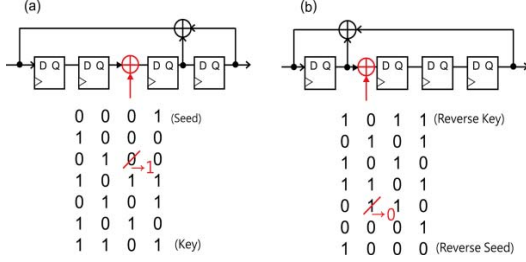 (a)
D Q D Q D Q D Q
0 0 0 1 (Seed)
1 0 0 0
0 1 0→1 0
1 0 1 1
0 1 0 1
1 0 1 0
1 1 0 1 (Key)
(b)
D Q D Q D Q D Q
1 0 1 1 (Reverse Key)
0 1 0 1
1 0 1 0
1 1 0 1
0 1→0 1 0
0 0 0 1
1 0 0 0 (Reverse Seed)